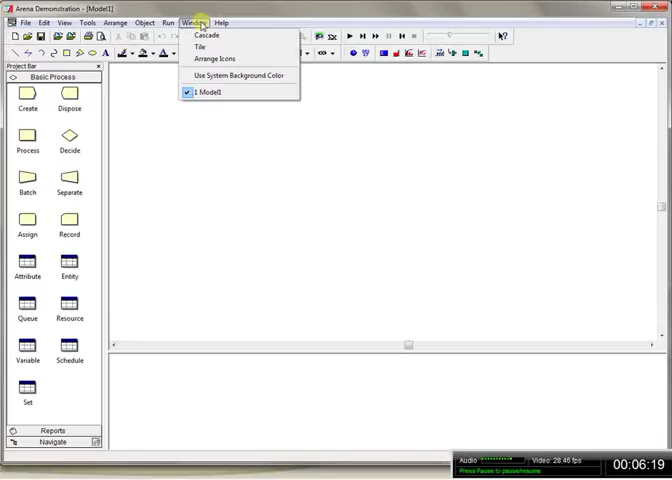 Arena Demonstration - [Model1]
File Edit View Tools Arrange Object Run Window Help
Cascade
Tile
Arrange Icons
Use System Background Color
1 Model1
Project Bar
Basic Process
Create Dispose
Process Decide
Batch Separate
Assign Record
Attribute Entity
Queue Resource
Variable Schedule
Set
Reports
Navigate
Audio Video: 28.46 fps
Press Pause to pause/resume
00:06:19